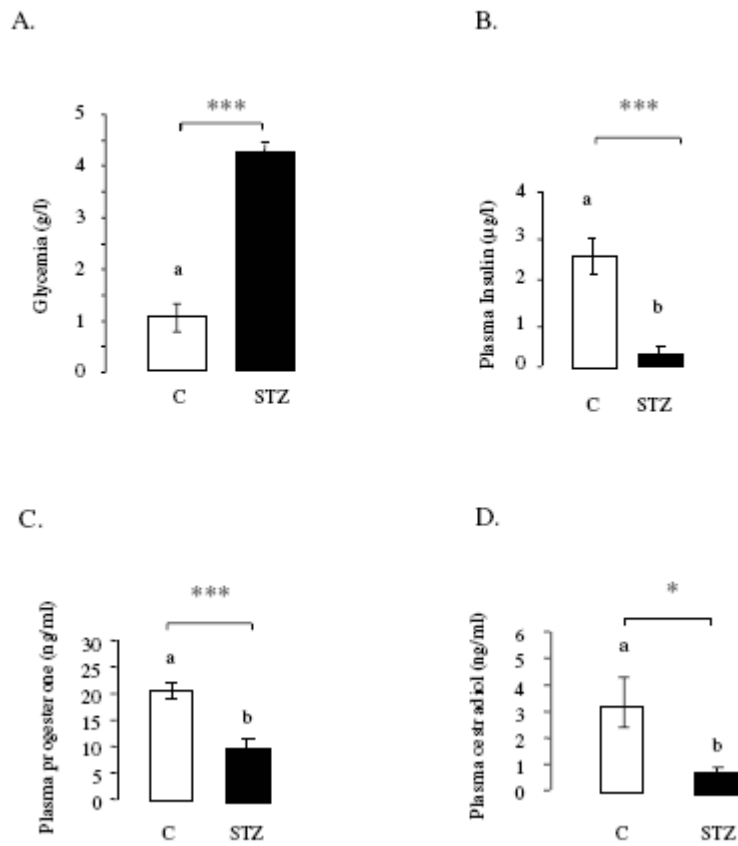 A.
***
5
4
3
2
1
0
Glycemia (g/l)
a
C STZ
B.
***
4
3
2
1
0
Plasma Insulin (µg/l)
a
b
C STZ
C.
***
30
25
20
15
10
5
0
Plasma progesterone (ng/ml)
a
b
C STZ
D.
*
6
5
4
3
2
1
0
Plasma oestradiol (ng/ml)
a
b
C STZ